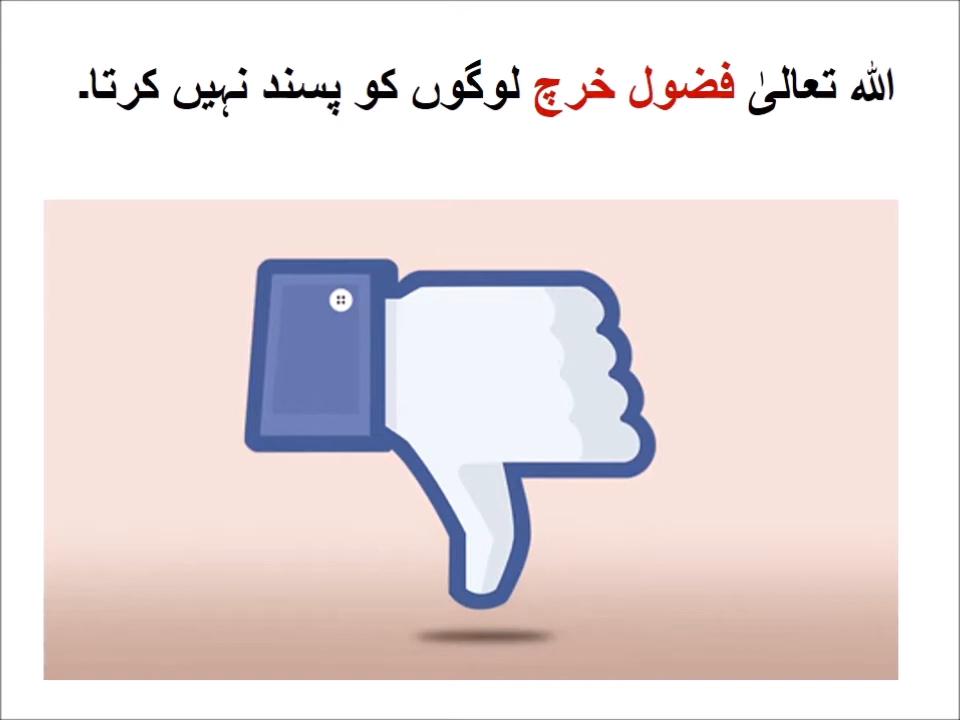 اللہ تعالیٰ فضول خرچ لوگوں کو پسند نہیں کرتا۔